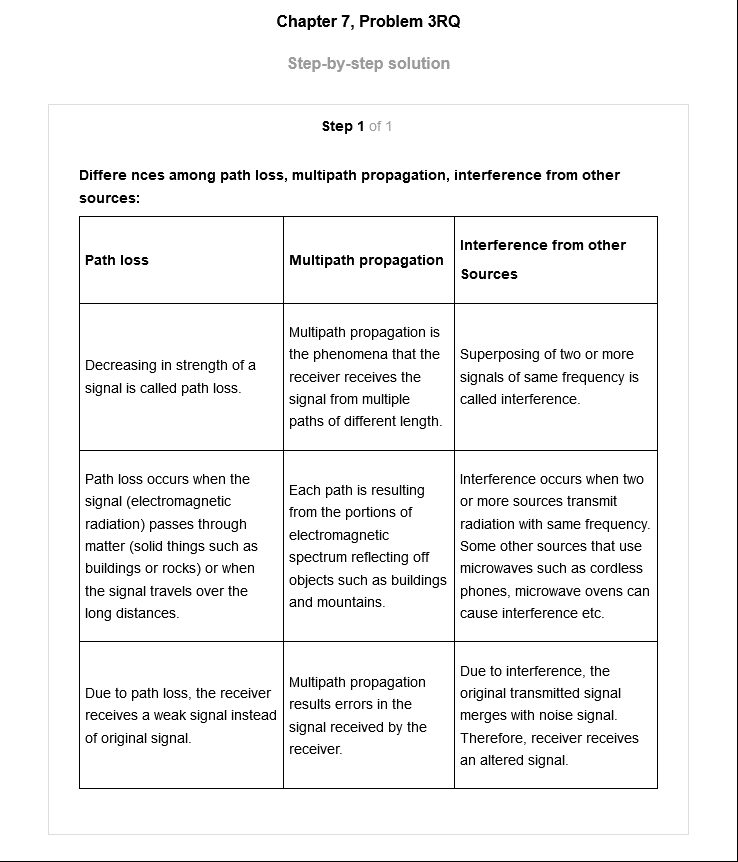 Chapter 7, Problem 3RQ
Step-by-step solution
Step 1 of 1
Differe nces among path loss, multipath propagation, interference from other
sources:
Path loss
Multipath propagation
Interference from other
Sources
Decreasing in strength of a
signal is called path loss.
Multipath propagation is
the phenomena that the
receiver receives the
signal from multiple
paths of different length.
Superposing of two or more
signals of same frequency is
called interference.
Path loss occurs when the
signal (electromagnetic
radiation) passes through
matter (solid things such as
buildings or rocks) or when
the signal travels over the
long distances.
Each path is resulting
from the portions of
electromagnetic
spectrum reflecting off
objects such as buildings
and mountains.
Interference occurs when two
or more sources transmit
radiation with same frequency.
Some other sources that use
microwaves such as cordless
phones, microwave ovens can
cause interference etc.
Due to path loss, the receiver
receives a weak signal instead
of original signal.
Multipath propagation
results errors in the
signal received by the
receiver.
Due to interference, the
original transmitted signal
merges with noise signal.
Therefore, receiver receives
an altered signal.